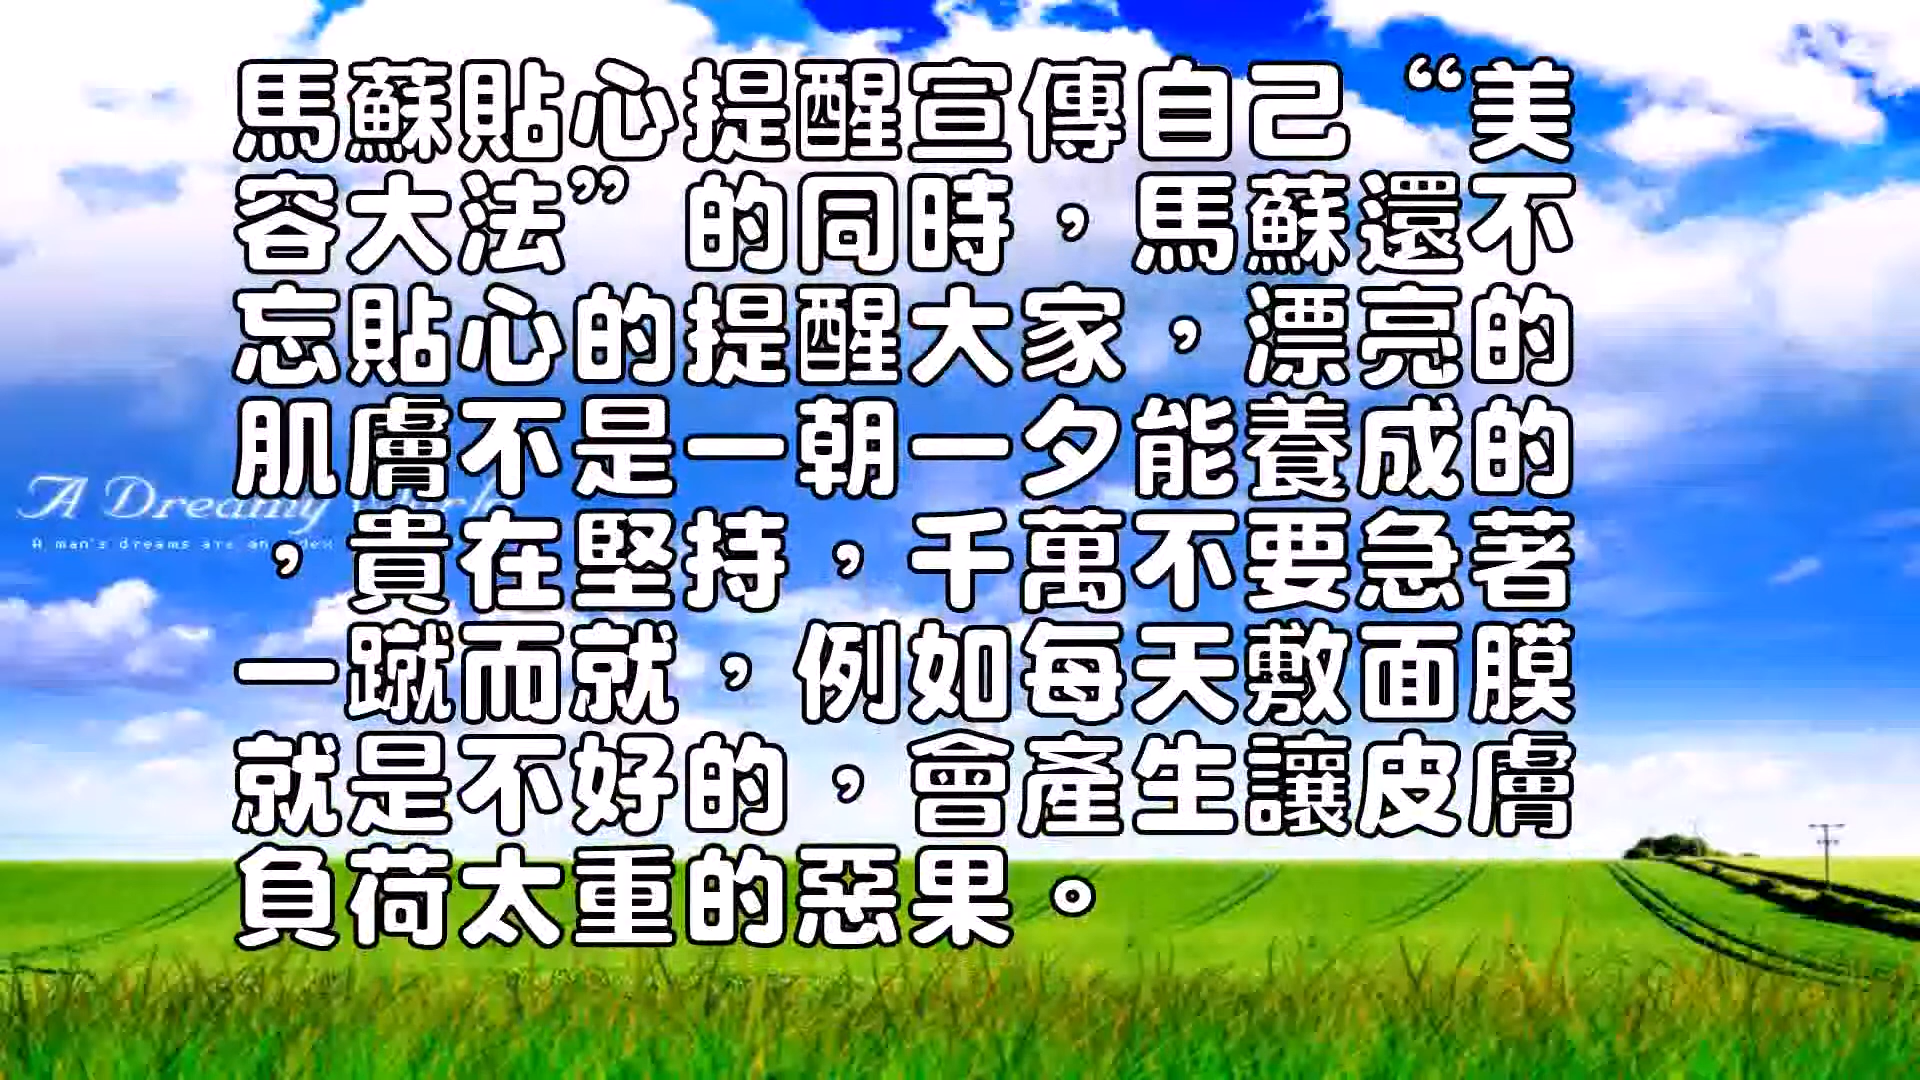 馬蘇貼心提醒宣傳自己“美
容大法”的同時，馬蘇還不
忘貼心的提醒大家，漂亮的
肌膚不是一朝一夕能養成的
，貴在堅持，千萬不要急著
一蹴而就，例如每天敷面膜
就是不好的，會產生讓皮膚
負荷太重的惡果。
A Dreamy World
A man's dreams are an index